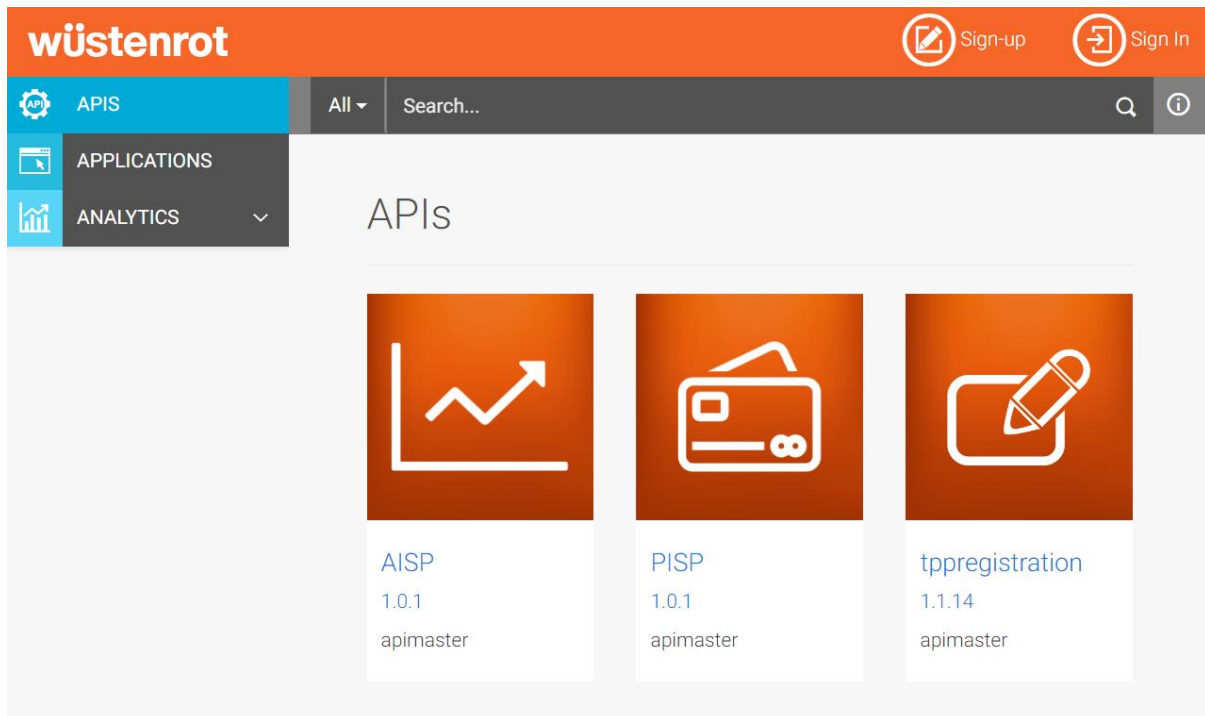 wüstenrot
Sign-up
Sign In
API
APIS
All
Search...
APPLICATIONS
ANALYTICS
APIs
AISP
1.0.1
apimaster
PISP
1.0.1
apimaster
tppregistration
1.1.14
apimaster